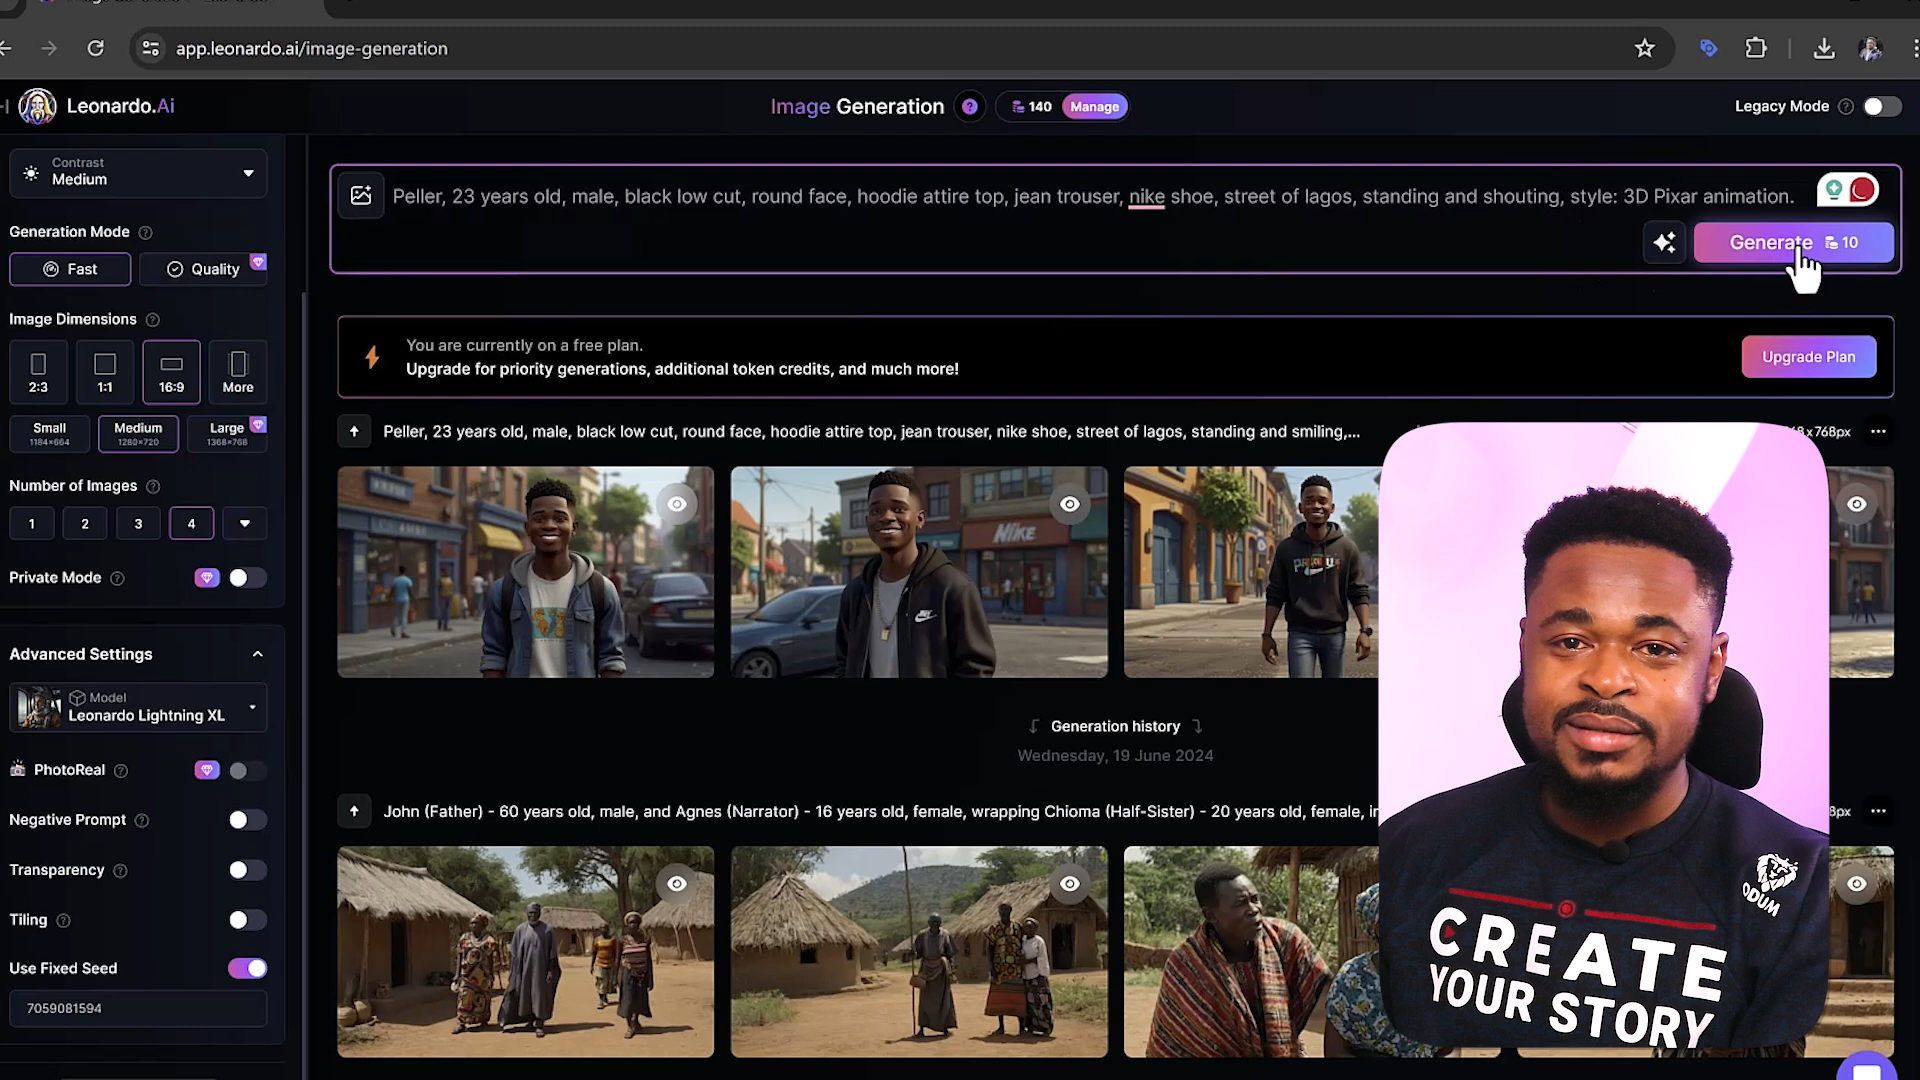 app.leonardo.ai/image-generation
Leonardo.Ai
Image Generation
?
140
Manage
Legacy Mode
Contrast
Medium
Generation Mode
Fast
Quality
Image Dimensions
2:3
1:1
16:9
More
Small
1184×664
Medium
1280×720
Large
1368×768
Number of Images
1
2
3
4
Private Mode
Advanced Settings
Model
Leonardo Lightning XL
PhotoReal
Negative Prompt
Transparency
Tiling
Use Fixed Seed
7059081594
Peller, 23 years old, male, black low cut, round face, hoodie attire top, jean trouser, nike shoe, street of lagos, standing and shouting, style: 3D Pixar animation.
Generate 10
You are currently on a free plan.
Upgrade for priority generations, additional token credits, and much more!
Upgrade Plan
Peller, 23 years old, male, black low cut, round face, hoodie attire top, jean trouser, nike shoe, street of lagos, standing and smiling,...
x768px
NIKE
Generation history
Wednesday, 19 June 2024
John (Father) - 60 years old, male, and Agnes (Narrator) - 16 years old, female, wrapping Chioma (Half-Sister) - 20 years old, female, in
8px
ODUM
CREATE
YOUR STORY